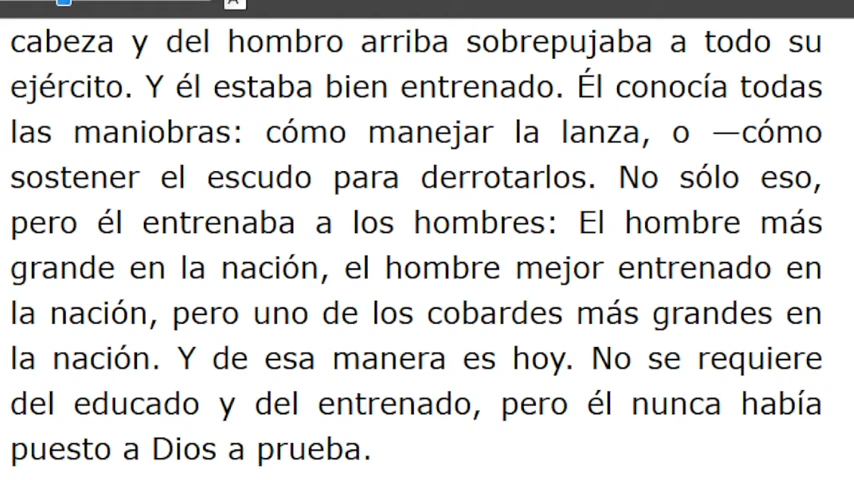 cabeza y del hombro arriba sobrepujaba a todo su
ejército. Y él estaba bien entrenado. Él conocía todas
las maniobras: cómo manejar la lanza, o —cómo
sostener el escudo para derrotarlos. No sólo eso,
pero él entrenaba a los hombres: El hombre más
grande en la nación, el hombre mejor entrenado en
la nación, pero uno de los cobardes más grandes en
la nación. Y de esa manera es hoy. No se requiere
del educado y del entrenado, pero él nunca había
puesto a Dios a prueba.